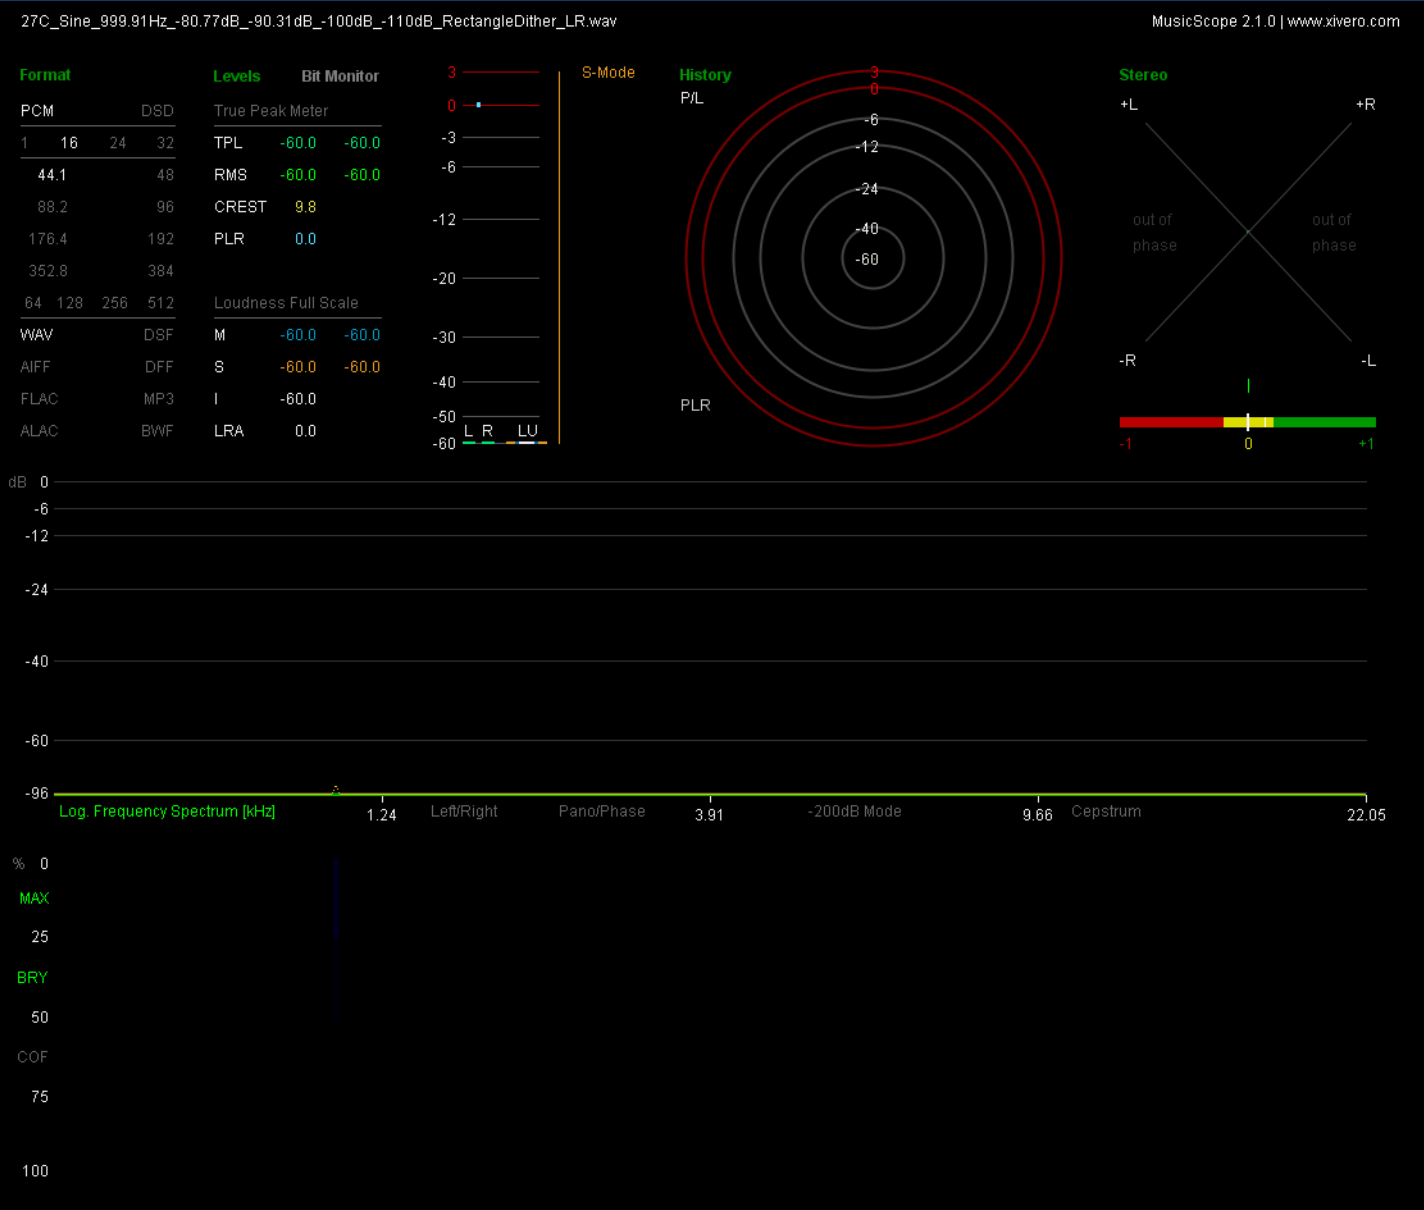 27C_Sine_999.91Hz_-80.77dB_-90.31dB_-100dB_-110dB_RectangleDither_LR.wav
MusicScope 2.1.0 | www.xivero.com
Format
PCM DSD
1 16 24 32
44.1 48
88.2 96
176.4 192
352.8 384
64 128 256 512
WAV DSF
AIFF DFF
FLAC MP3
ALAC BWF
Levels Bit Monitor
True Peak Meter
TPL -60.0 -60.0
RMS -60.0 -60.0
CREST 9.8
PLR 0.0
Loudness Full Scale
M -60.0 -60.0
S -60.0 -60.0
I -60.0
LRA 0.0
3
0
-3
-6
-12
-20
-30
-40
-50
L R LU
-60
S-Mode
History
P/L
3
0
-6
-12
-24
-40
-60
PLR
Stereo
+L +R
out of phase
out of phase
-R -L
-1 0 +1
dB 0
-6
-12
-24
-40
-60
-96
Log. Frequency Spectrum [kHz] 1.24 Left/Right Pano/Phase 3.91 -200dB Mode 9.66 Cepstrum 22.05
% 0
MAX
25
BRY
50
COF
75
100